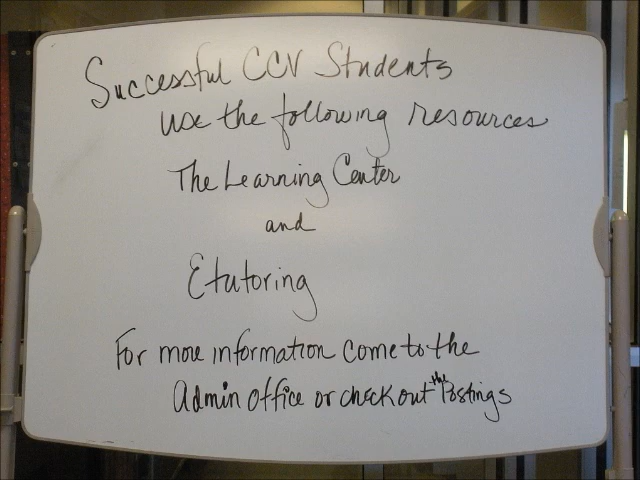 Successful CCV Students
use the following resources
The Learning Center
and
Etutoring
For more information come to the
Admin Office or check out the Postings